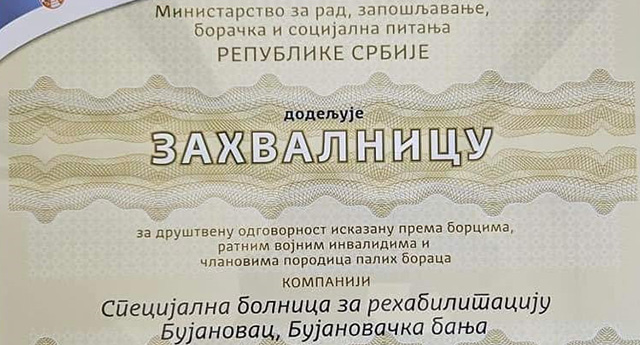 Министарство за рад, запошљавање,
борачка и социјална питања
РЕПУБЛИКЕ СРБИЈЕ
додељује
ЗАХВАЛНИЦУ
за друштвену одговорност исказану према борцима,
ратним војним инвалидима и
члановима породица палих бораца
КОМПАНИЈИ
Специјална болница за рехабилитацију
Бујановац, Бујановачка бања